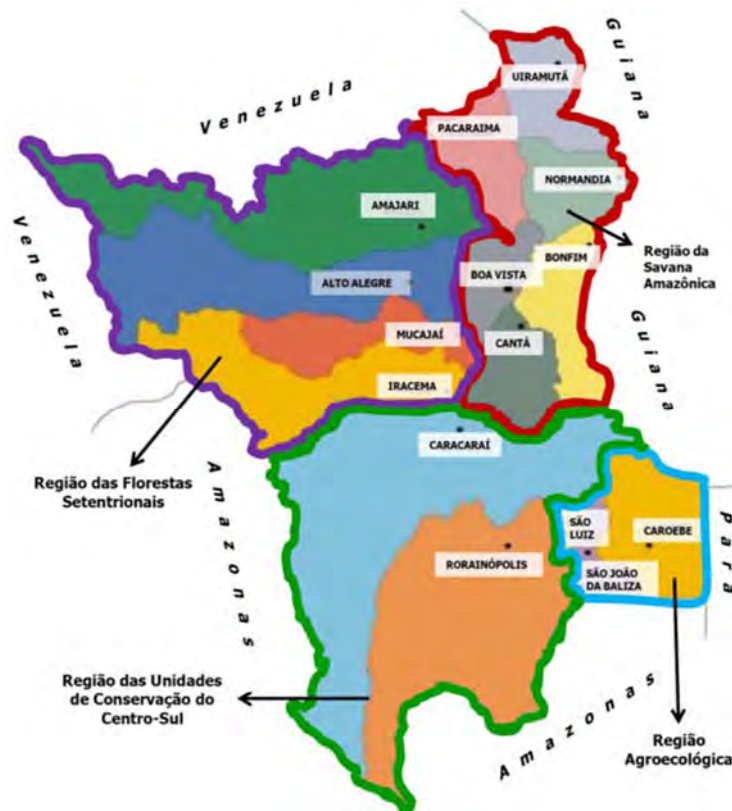 Guiana
UIRAMUTÃ
Venezuela
PACARAIMA
NORMANDIA
AMAJARI
Venezuela
Região da
Savana
Amazônica
BOA VISTA
BONFIM
ALTO ALEGRE
MUCAJAÍ
CANTÁ
Guiana
IRACEMA
CARACARAÍ
Região das Florestas
Setentrionais
Amazonas
SÃO
LUIZ
CAROEBE
Pará
RORAINÓPOLIS
SÃO JOÃO
DA BALIZA
Região das Unidades
de Conservação do
Centro-Sul
Amazonas
Região
Agroecológica